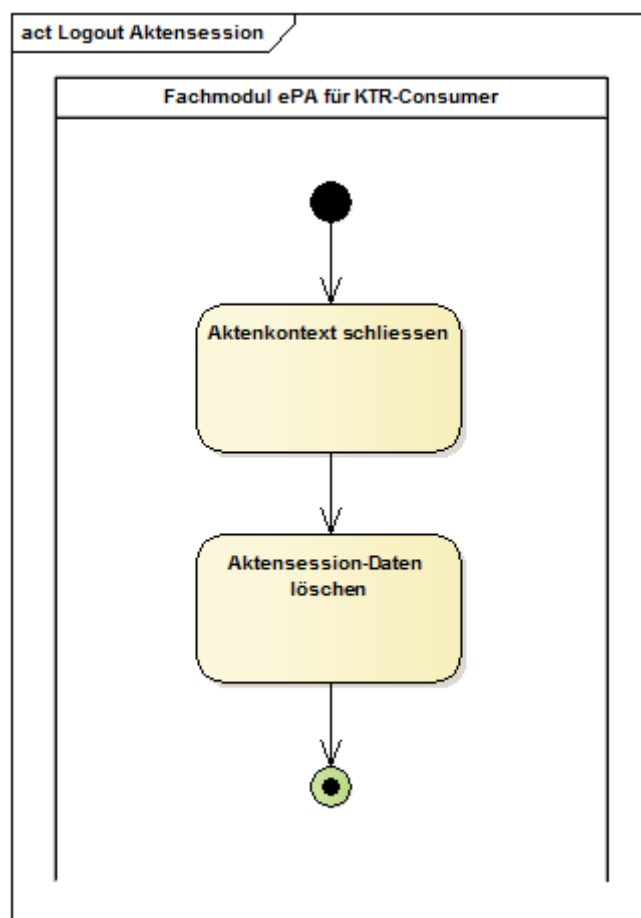 act Logout Aktensession
Fachmodul ePA für KTR-Consumer
Aktenkontext schliessen
Aktensession-Daten
löschen